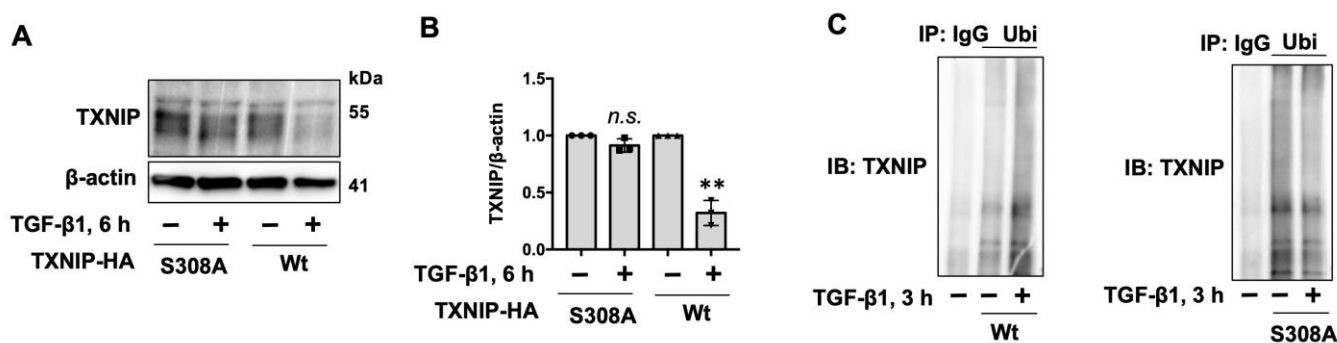 A
kDa
TXNIP
55
β-actin
41
TGF-β1, 6 h − +  − +
TXNIP-HA
S308A Wt
B
TXNIP/β-actin
1.5
1.0
0.5
0.0
n.s.
**
TGF-β1, 6 h − + − +
TXNIP-HA
S308A Wt
C
IP: IgG Ubi
IB: TXNIP
TGF-β1, 3 h − − +
Wt
IP: IgG Ubi
IB: TXNIP
TGF-β1, 3 h − − +
S308A